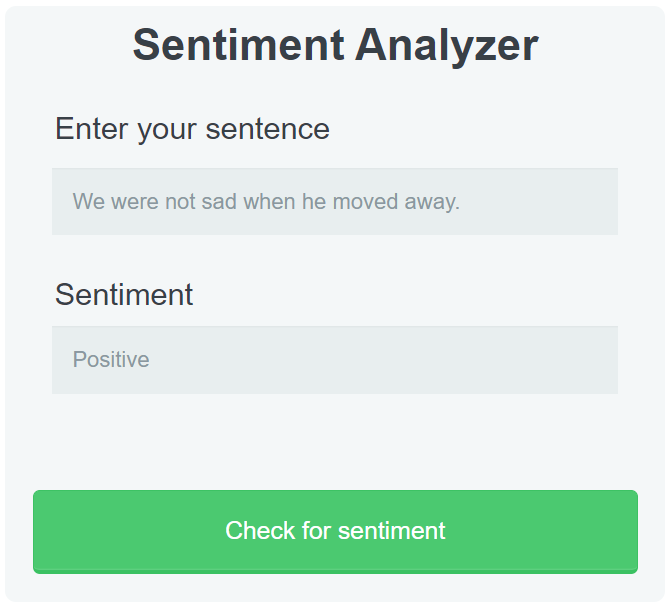 Sentiment Analyzer
Enter your sentence
We were not sad when he moved away.
Sentiment
Positive
Check for sentiment